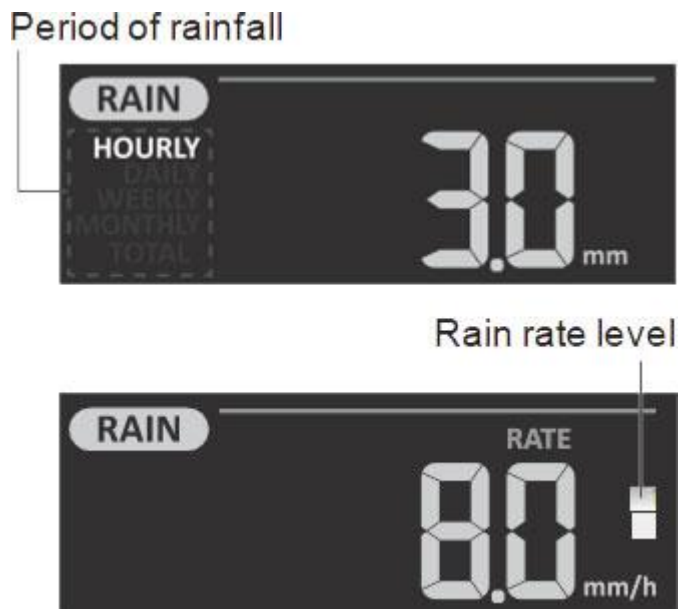 Period of rainfall
RAIN
HOURLY
DAILY
WEEKLY
MONTHLY
TOTAL
3.0 mm
Rain rate level
RAIN
RATE
8.0 mm/h